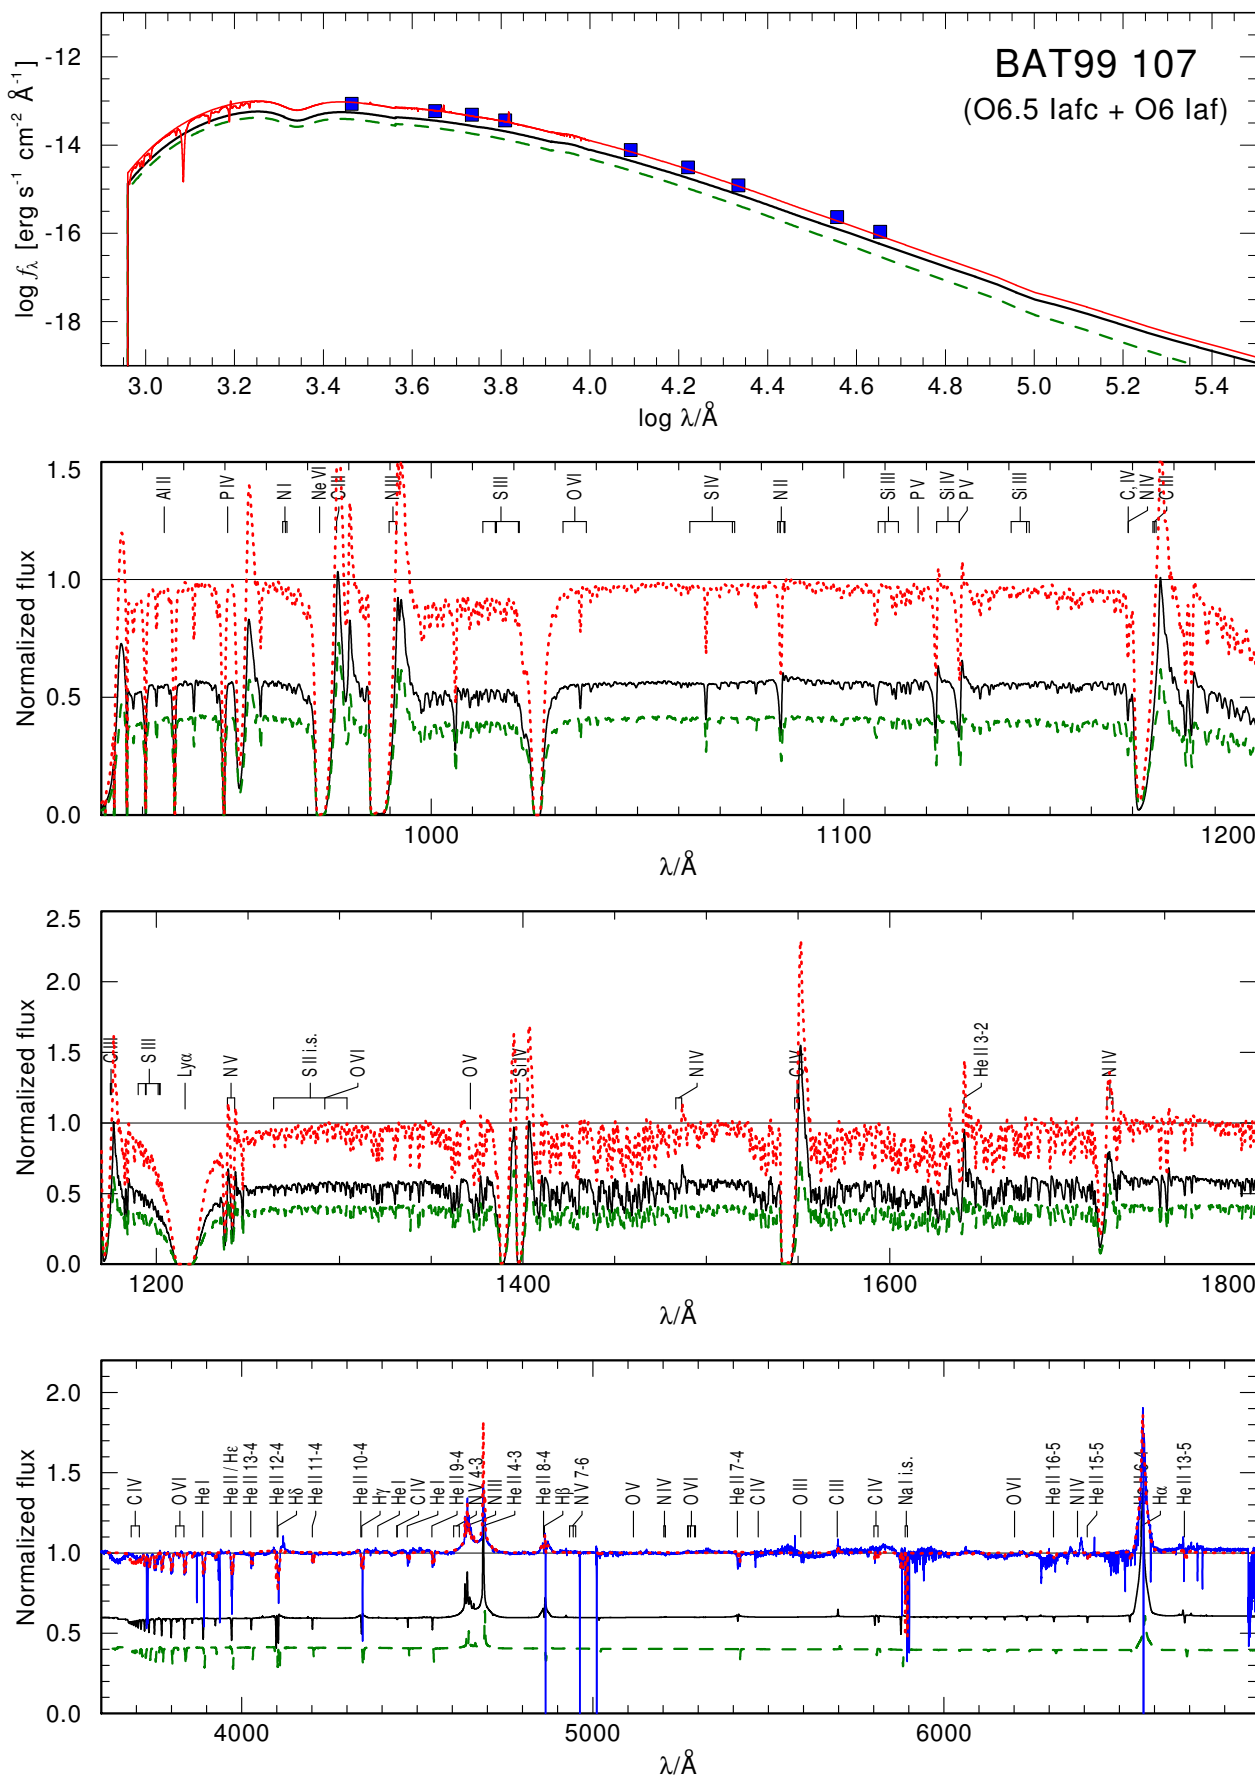 BAT99 107
(O6.5 Iafc + O6 Iaf)
log fλ [erg s⁻¹ cm⁻² Å⁻¹]
-12
-14
-16
-18
3.0 3.2 3.4 3.6 3.8 4.0 4.2 4.4 4.6 4.8 5.0 5.2 5.4
log λ/Å
Normalized flux
1.5
1.0
0.5
0.0
Al II P IV N I Ne VI C III N III S III O VI S IV N II Si III P V Si IV P V Si III C, IV N IV C III
1000 1100 1200
λ/Å
Normalized flux
2.5
2.0
1.5
1.0
0.5
0.0
C III S III Lyα N V S II i.s. O VI O V Si IV N IV C IV He II 3-2 N IV
1200 1400 1600 1800
λ/Å
Normalized flux
2.0
1.5
1.0
0.5
0.0
C IV O VI He I He II / Hε He II 13-4 He II 12-4 Hδ He II 11-4 He II 10-4 Hγ He I C IV He I He II 9-4 N V 4-3 N III He II 4-3 He II 8-4 Hβ N V 7-6 O V N IV O VI He II 7-4 C IV O III C III C IV Na I i.s. O VI He II 16-5 N IV He II 15-5 He II 6-4 Hα He II 13-5
4000 5000 6000
λ/Å